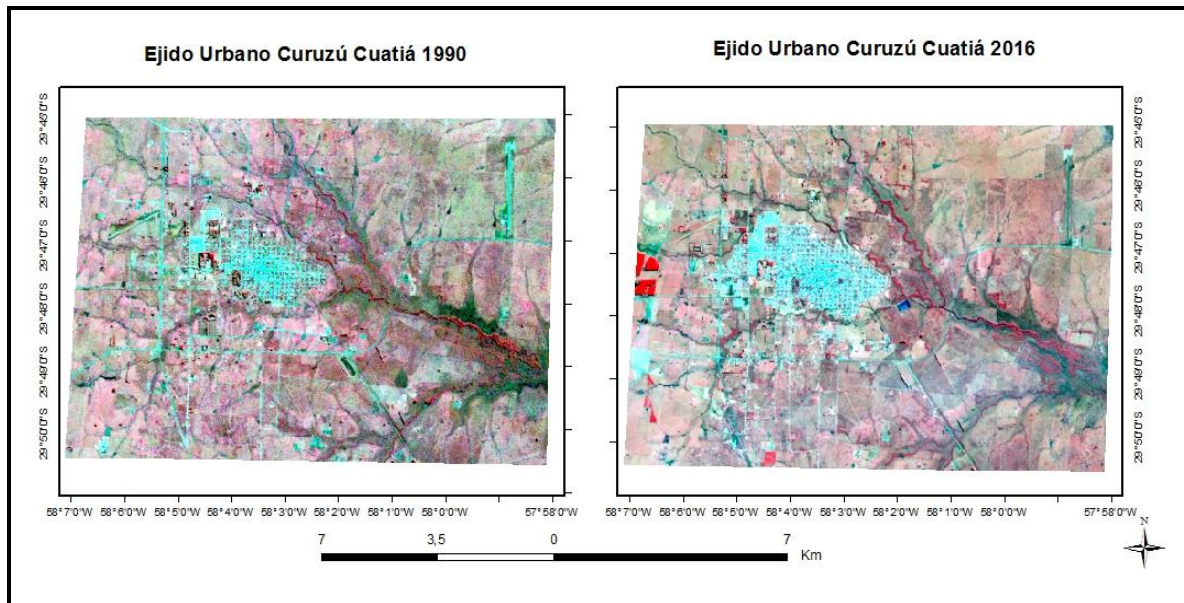 Ejido Urbano Curuzú Cuatiá 1990
29°45'0"S
29°46'0"S
29°47'0"S
29°48'0"S
29°49'0"S
29°50'0"S
58°7'0"W 58°6'0"W 58°5'0"W 58°4'0"W 58°3'0"W 58°2'0"W 58°1'0"W 58°0'0"W 57°58'0"W
Ejido Urbano Curuzú Cuatiá 2016
29°45'0"S
29°46'0"S
29°47'0"S
29°48'0"S
29°49'0"S
29°50'0"S
58°7'0"W 58°6'0"W 58°5'0"W 58°4'0"W 58°3'0"W 58°2'0"W 58°1'0"W 58°0'0"W 57°58'0"W
7 3,5 0 7
Km
N